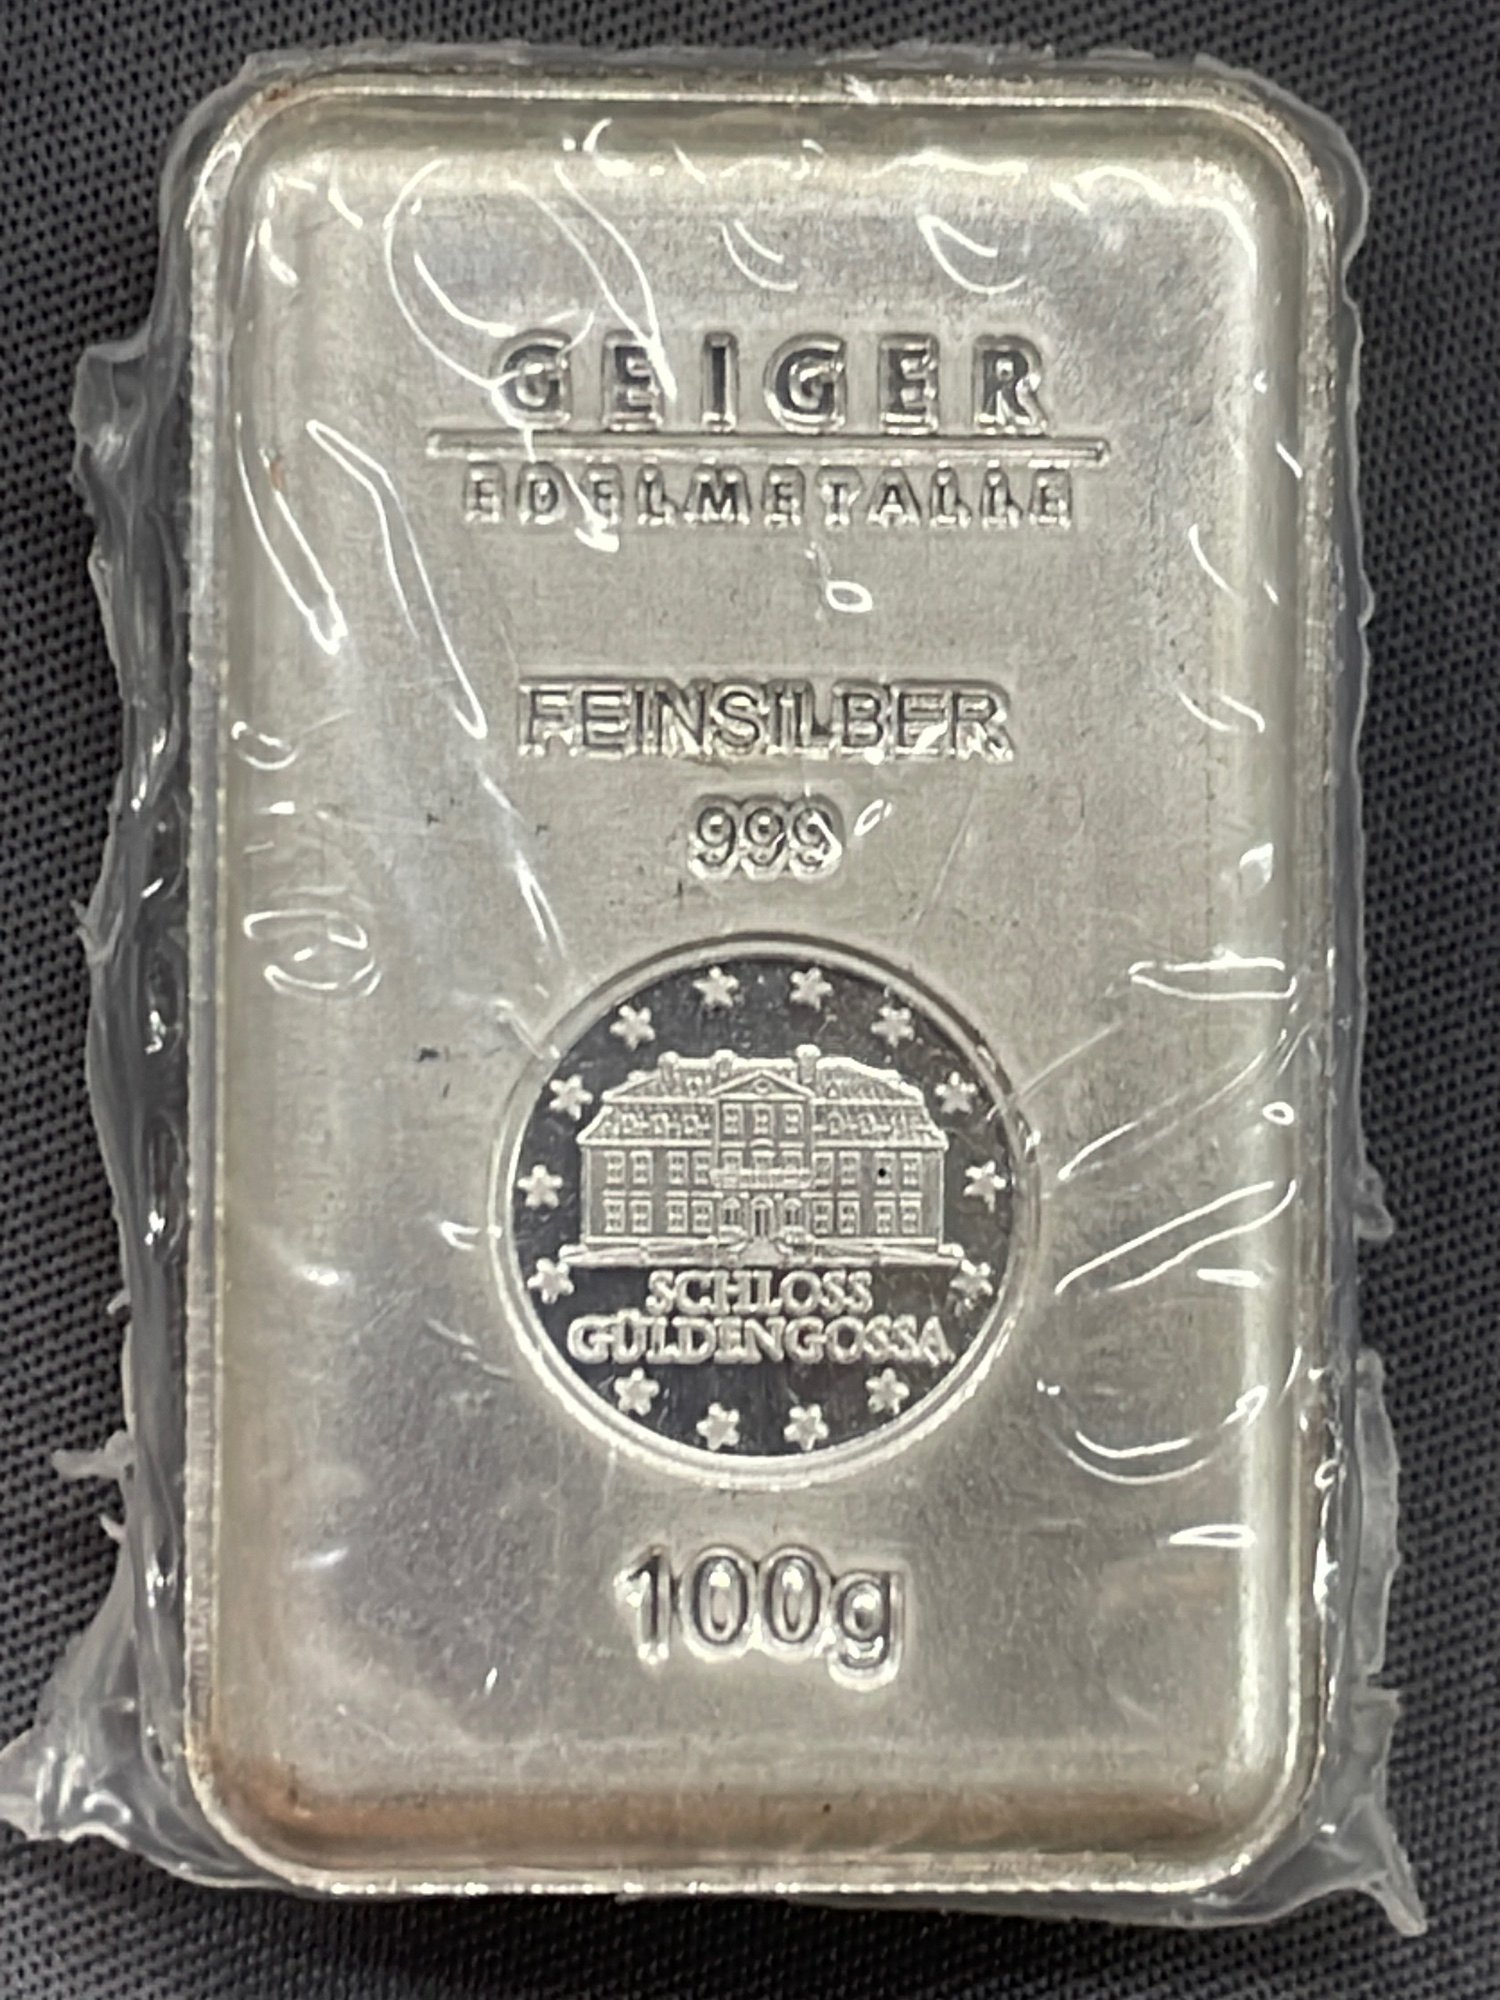 GEIGER
EDELMETALLE
FEINSILBER
999
SCHLOSS
GÜLDENGOSSA
100g